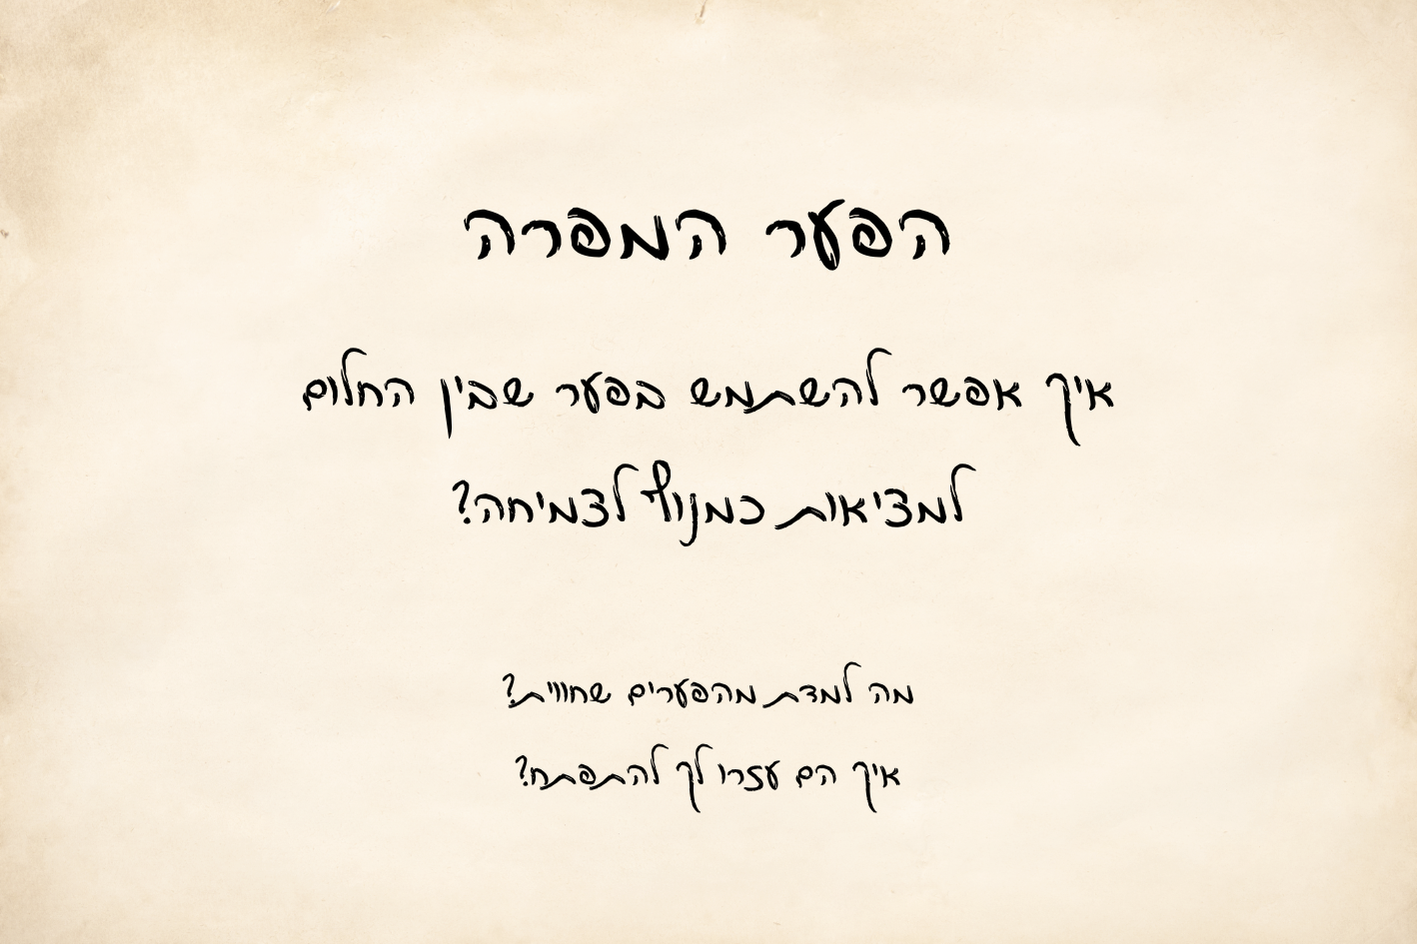 הפער המפרה
איך אפשר להשתמש בפער שבין החלום
למציאות כמנוף לצמיחה?
מה למדת מהפערים שחווית?
איך הם עזרו לך להתפתח?